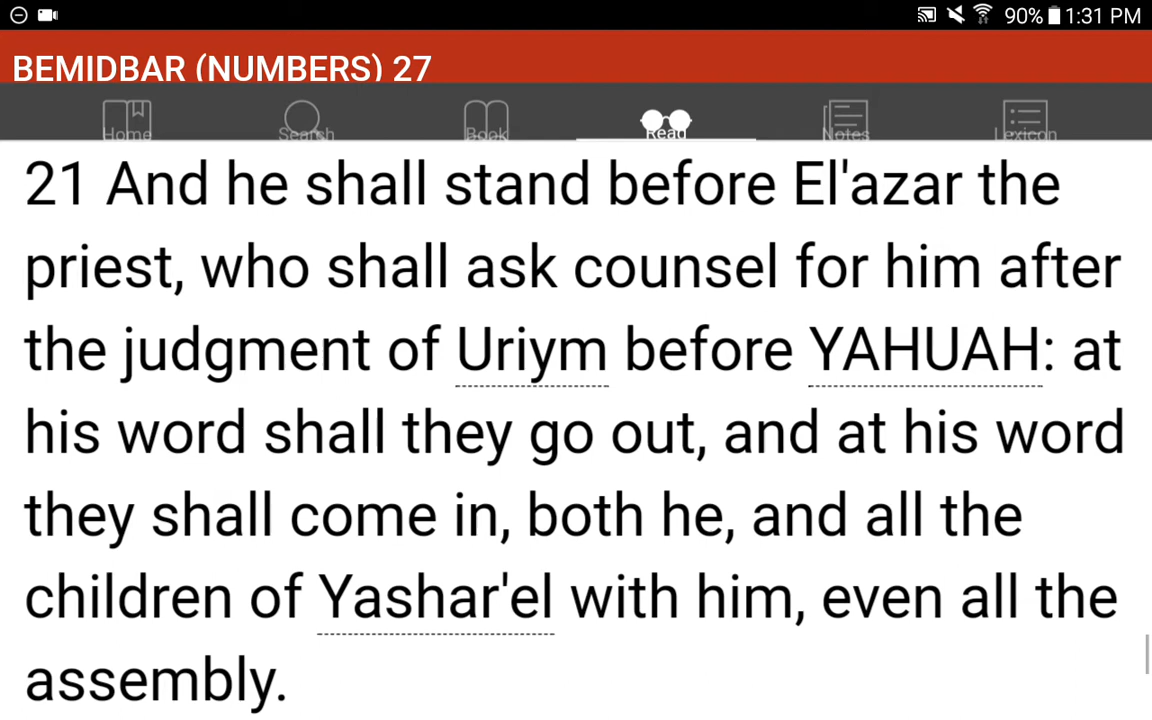 90% 1:31 PM
BEMIDBAR (NUMBERS) 27
Home Search Book Read Notes Lexicon
21 And he shall stand before El'azar the
priest, who shall ask counsel for him after
the judgment of Uriym before YAHUAH: at
his word shall they go out, and at his word
they shall come in, both he, and all the
children of Yashar'el with him, even all the
assembly.